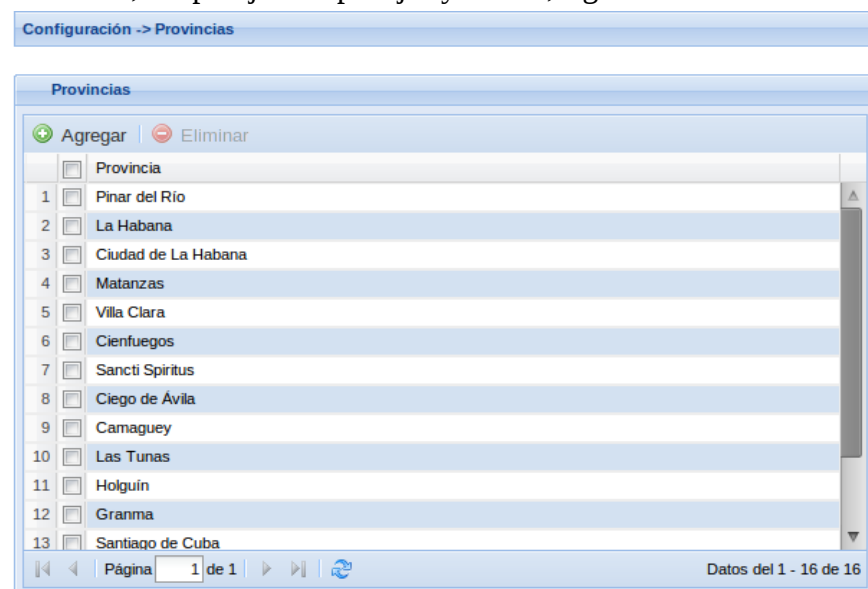 Configuración -> Provincias
Provincias
Agregar Eliminar
Provincia
1 Pinar del Río
2 La Habana
3 Ciudad de La Habana
4 Matanzas
5 Villa Clara
6 Cienfuegos
7 Sancti Spiritus
8 Ciego de Ávila
9 Camaguey
10 Las Tunas
11 Holguín
12 Granma
13 Santiago de Cuba
Página 1 de 1 Datos del 1 - 16 de 16